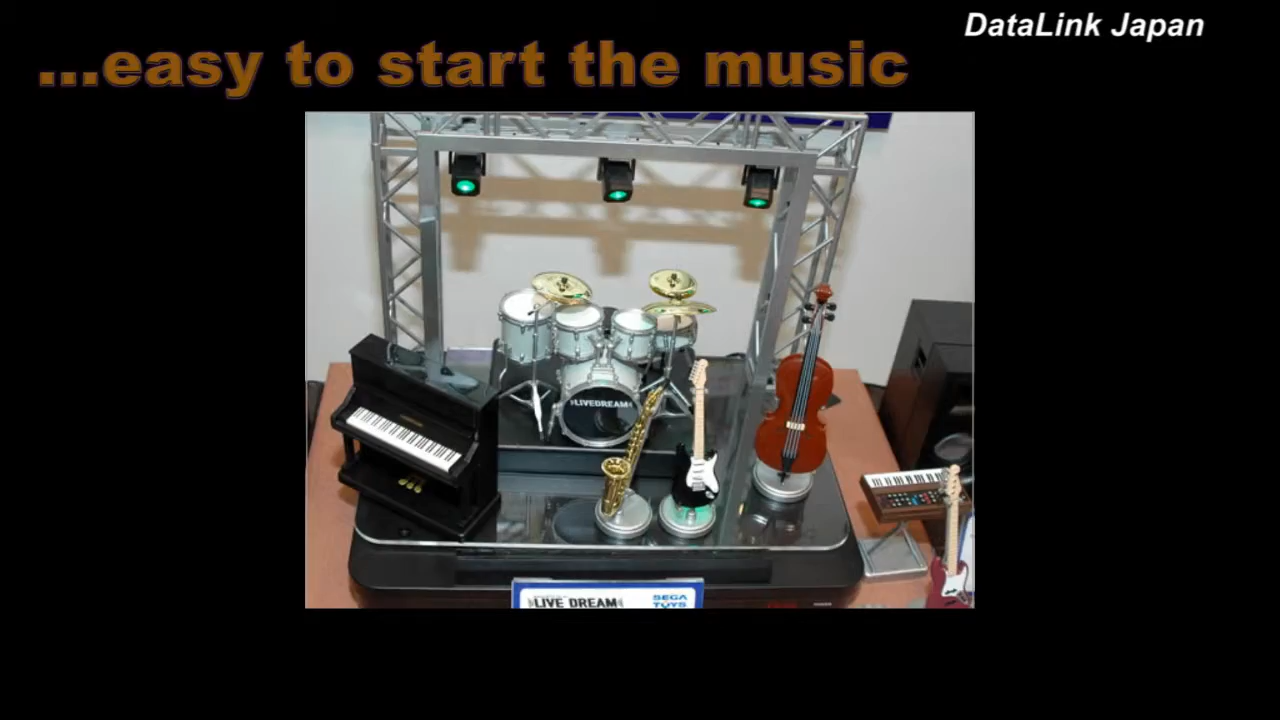 DataLink Japan
...easy to start the music
LIVEDREAM
LIVE DREAM
SEGA
TOYS